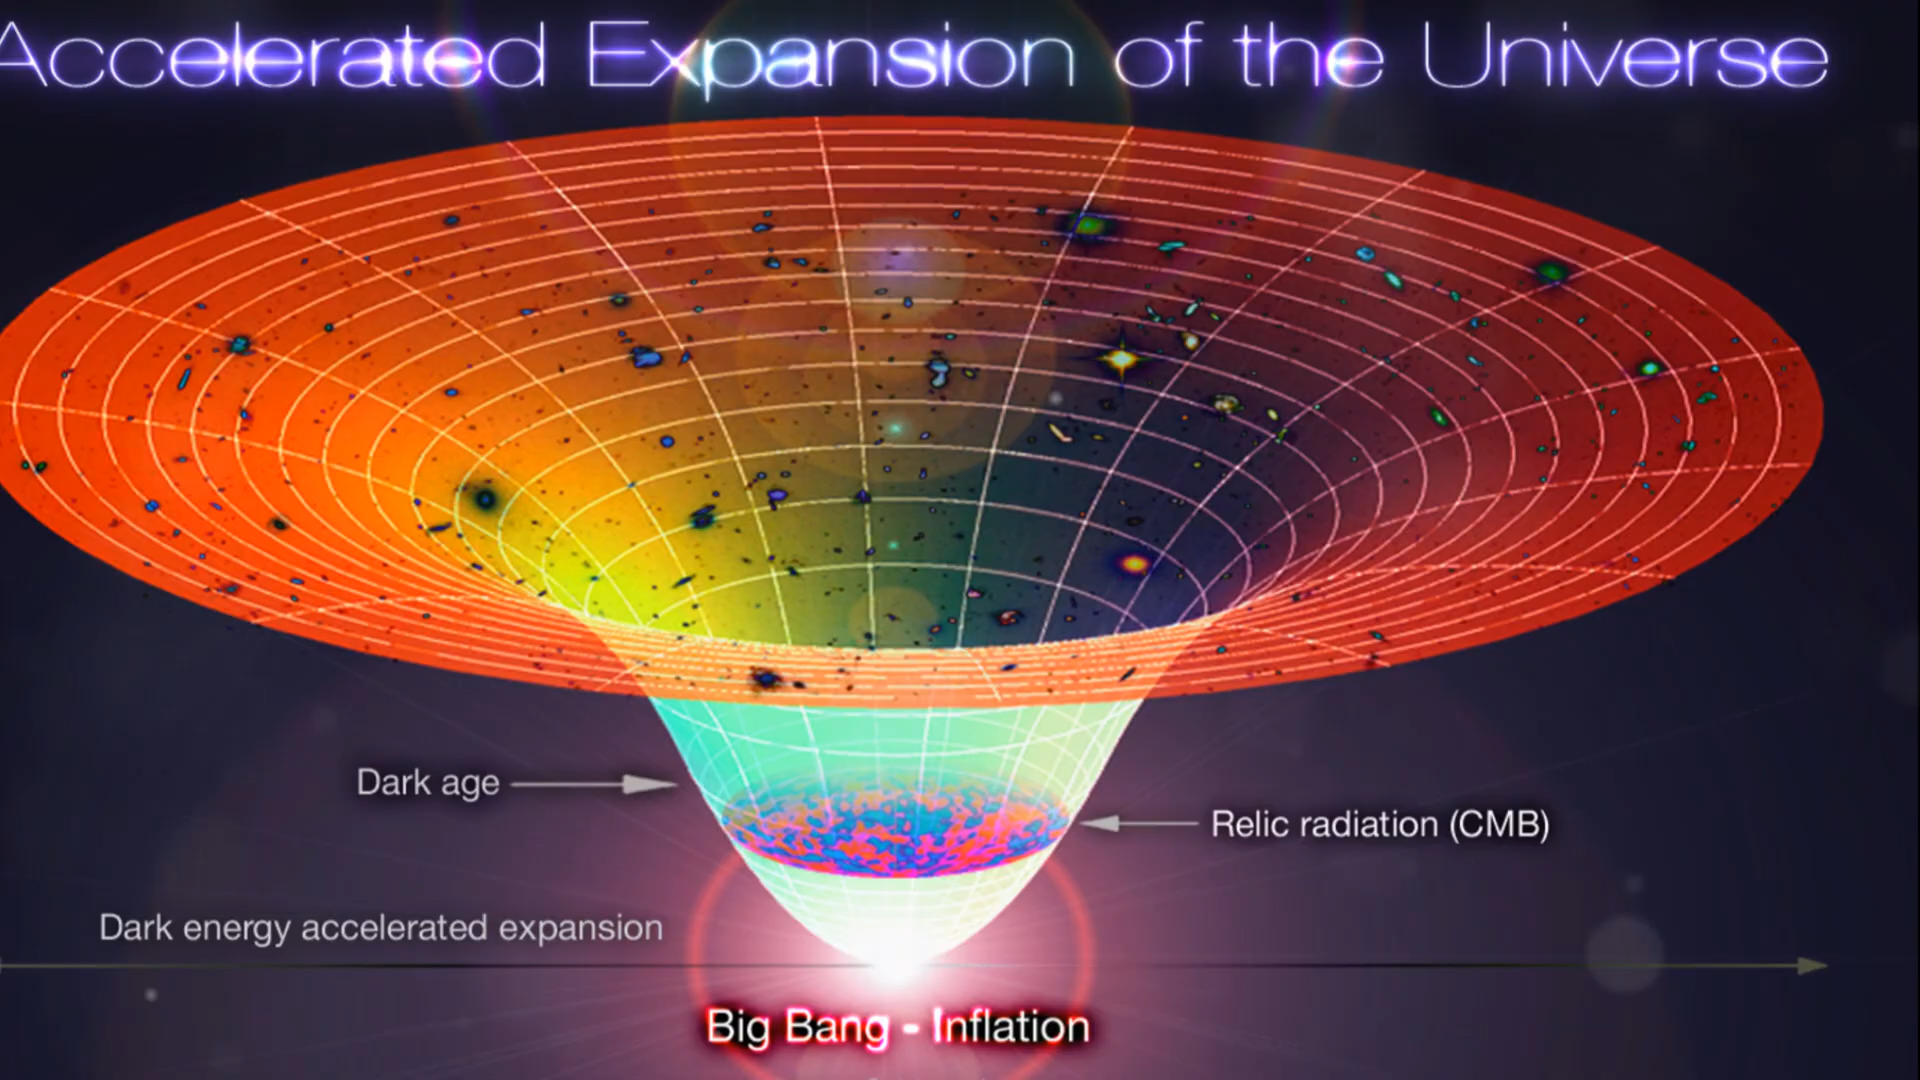 Accelerated Expansion of the Universe
Dark age
Relic radiation (CMB)
Dark energy accelerated expansion
Big Bang - Inflation